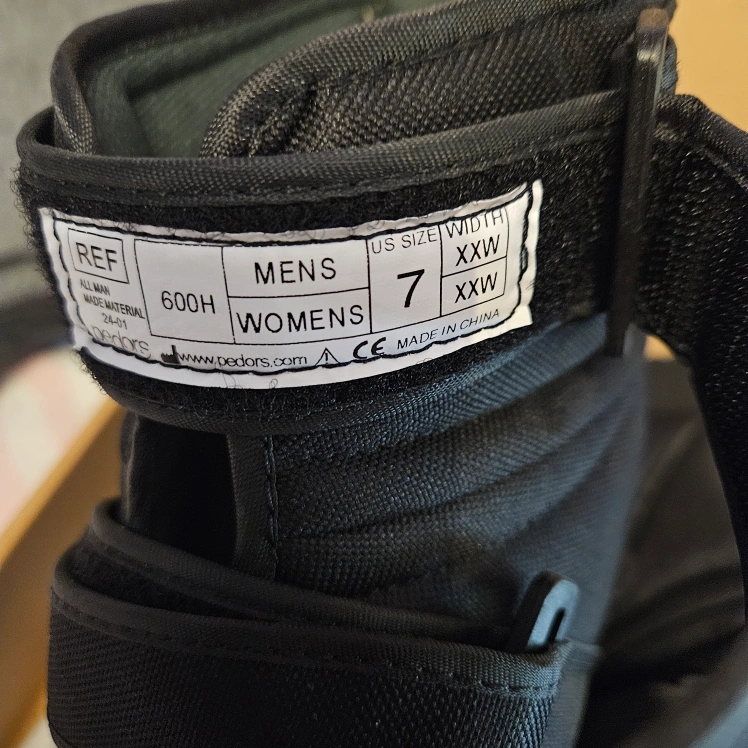 REF
ALL MAN
MADE MATERIAL
24-01
pedors
600H
MENS
WOMENS
US SIZE
7
WIDTH
XXW
XXW
www.pedors.com
CE
MADE IN CHINA